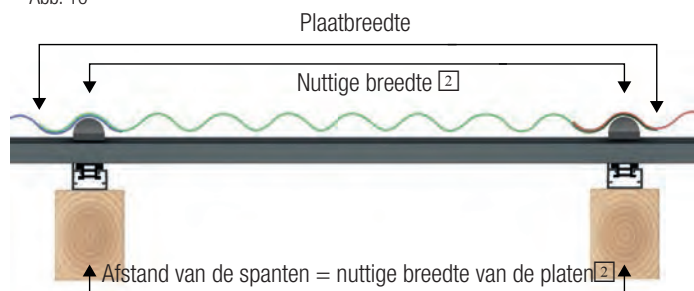 Abb. 10
Plaatbreedte
Nuttige breedte 2
Afstand van de spanten = nuttige breedte van de platen 2